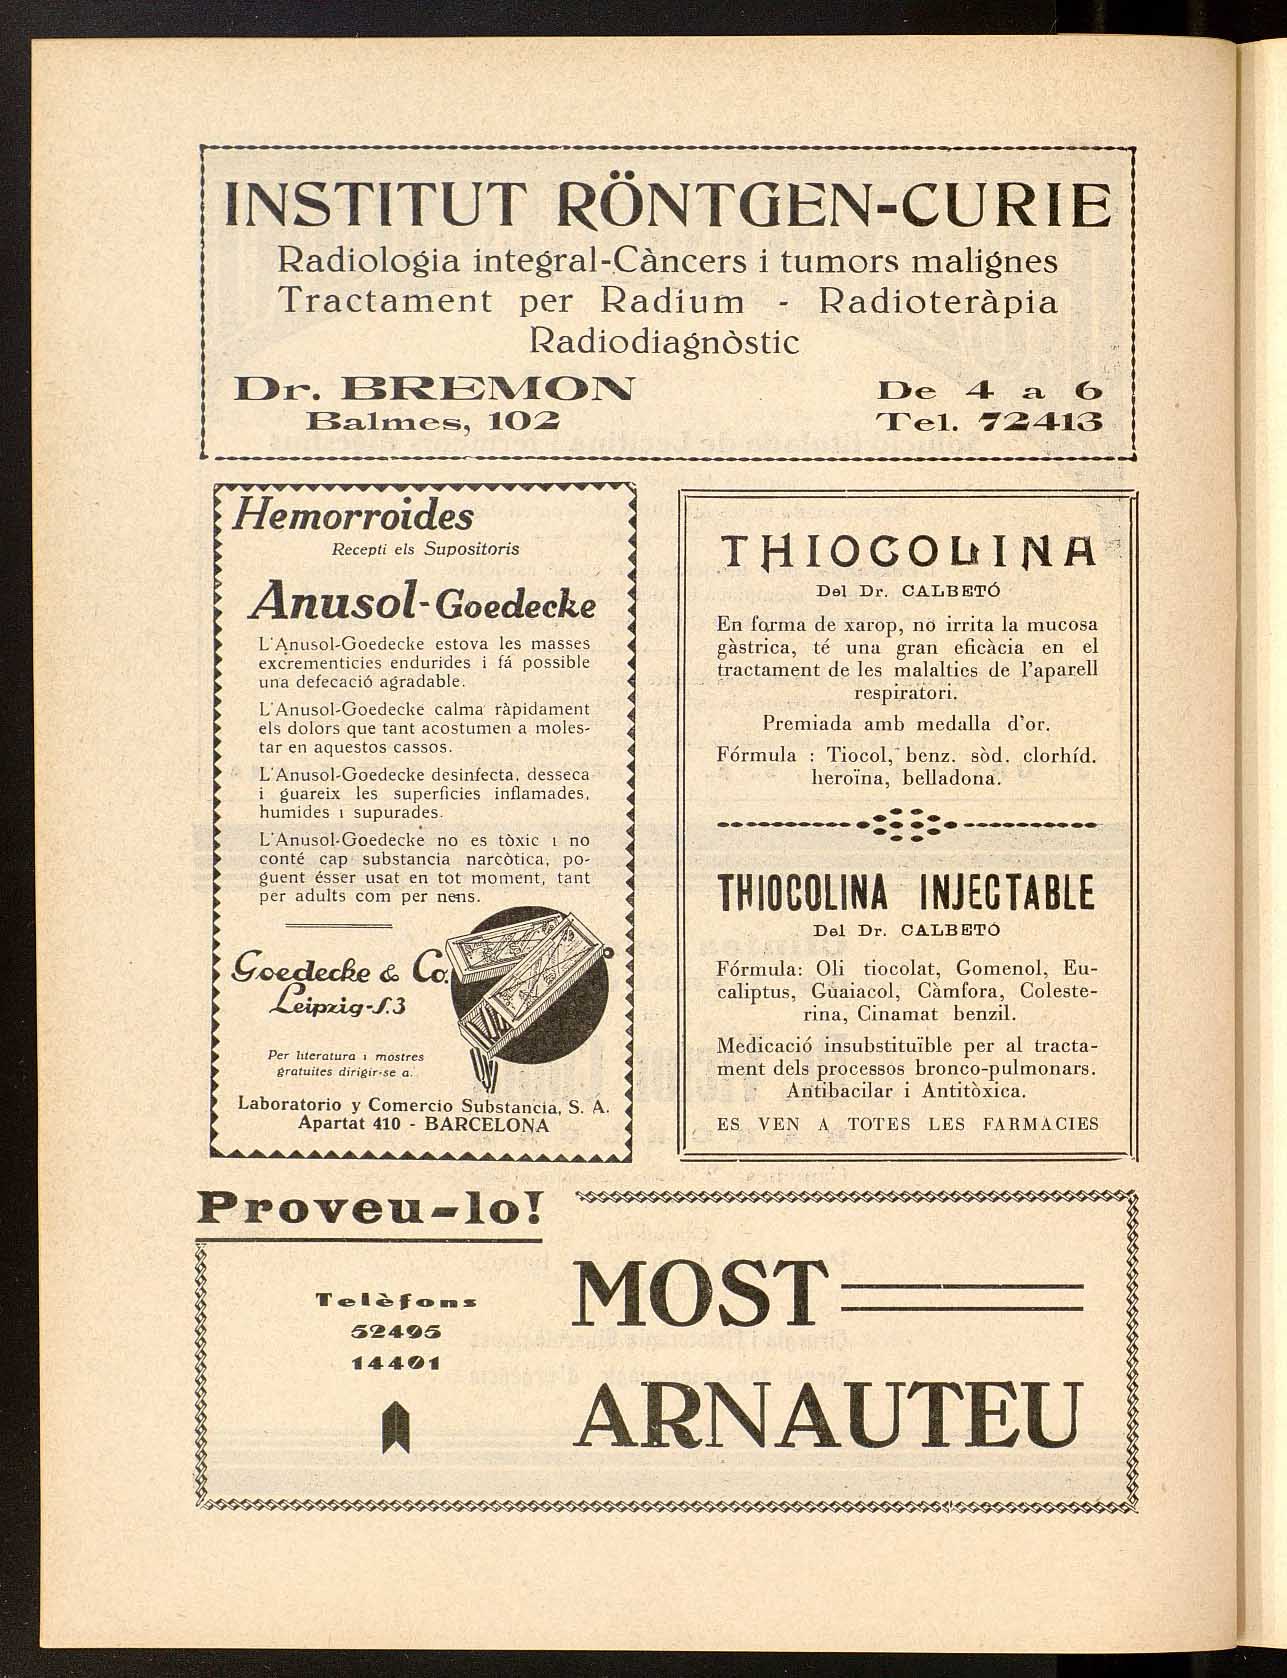 INSTITUT RÖNTGEN-CURIE
Radiologia integral-Càncers i tumors malignes
Tractament per Radium - Radioteràpia
Radiodiagnòstic
Dr. BREMON
Balmes, 102
De 4 a 6
Tel. 72413
Hemorroides
Recepti els Supositoris
Anusol-Goedecke
L'Anusol-Goedecke estova les masses
excrementicies endurides i fá possible
una defecació agradable.
L'Anusol-Goedecke calma ràpidament
els dolors que tant acostumen a moles-
tar en aquestos cassos.
L'Anusol-Goedecke desinfecta, desseca
i guareix les superficies inflamades,
humides i supurades.
L'Anusol-Goedecke no es tòxic i no
conté cap substancia narcòtica, po-
guent ésser usat en tot moment, tant
per adults com per nens.
Goedecke & Co.
Leipzig-S.3
Per literatura i mostres
gratuites dirigir-se a:
Laboratorio y Comercio Substancia, S. A.
Apartat 410 - BARCELONA
THIOCOLINA
Del Dr. CALBETÓ
En forma de xarop, no irrita la mucosa
gàstrica, té una gran eficàcia en el
tractament de les malalties de l'aparell
respiratori.
Premiada amb medalla d'or.
Fórmula : Tiocol, benz. sòd. clorhíd.
heroïna, belladona.
THIOCOLINA INJECTABLE
Del Dr. CALBETÓ
Fórmula: Oli tiocolat, Gomenol, Eu-
caliptus, Guaiacol, Càmfora, Coleste-
rina, Cinamat benzil.
Medicació insubstituïble per al tracta-
ment dels processos bronco-pulmonars.
Antibacilar i Antitòxica.
ES VEN A TOTES LES FARMACIES
Proveu-lo!
Telèfons
52495
14401
MOST
ARNAUTEU